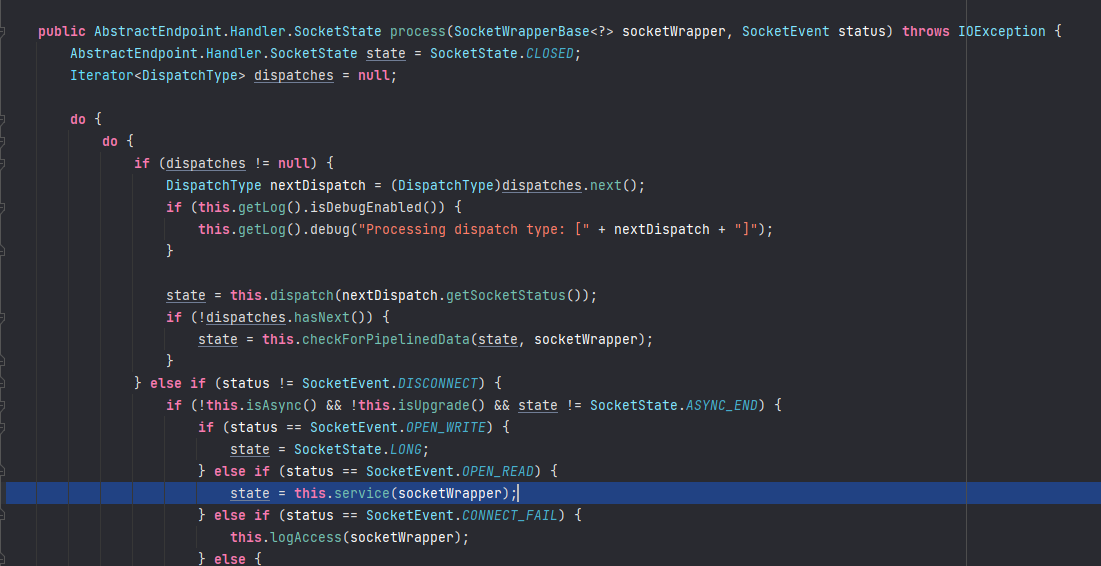 public AbstractEndpoint.Handler.SocketState process(SocketWrapperBase<?> socketWrapper, SocketEvent status) throws IOException {
AbstractEndpoint.Handler.SocketState state = SocketState.CLOSED;
Iterator<DispatchType> dispatches = null;
do {
do {
if (dispatches != null) {
DispatchType nextDispatch = (DispatchType)dispatches.next();
if (this.getLog().isDebugEnabled()) {
this.getLog().debug("Processing dispatch type: [" + nextDispatch + "]");
}
state = this.dispatch(nextDispatch.getSocketStatus());
if (!dispatches.hasNext()) {
state = this.checkForPipelinedData(state, socketWrapper);
}
} else if (status != SocketEvent.DISCONNECT) {
if (!this.isAsync() && !this.isUpgrade() && state != SocketState.ASYNC_END) {
if (status == SocketEvent.OPEN_WRITE) {
state = SocketState.LONG;
} else if (status == SocketEvent.OPEN_READ) {
state = this.service(socketWrapper);
} else if (status == SocketEvent.CONNECT_FAIL) {
this.logAccess(socketWrapper);
} else {